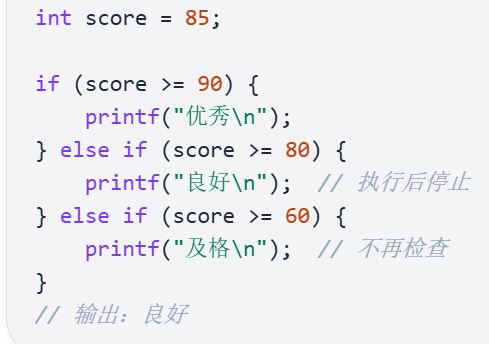 int score = 85;
if (score >= 90) {
    printf("优秀\n");
} else if (score >= 80) {
    printf("良好\n");  // 执行后停止
} else if (score >= 60) {
    printf("及格\n");  // 不再检查
}
// 输出：良好